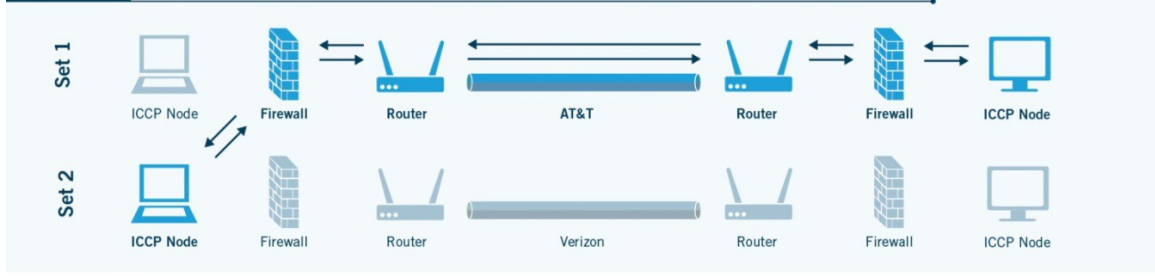 Set 1
ICCP Node Firewall Router AT&T Router Firewall ICCP Node
Set 2
ICCP Node Firewall Router Verizon Router Firewall ICCP Node